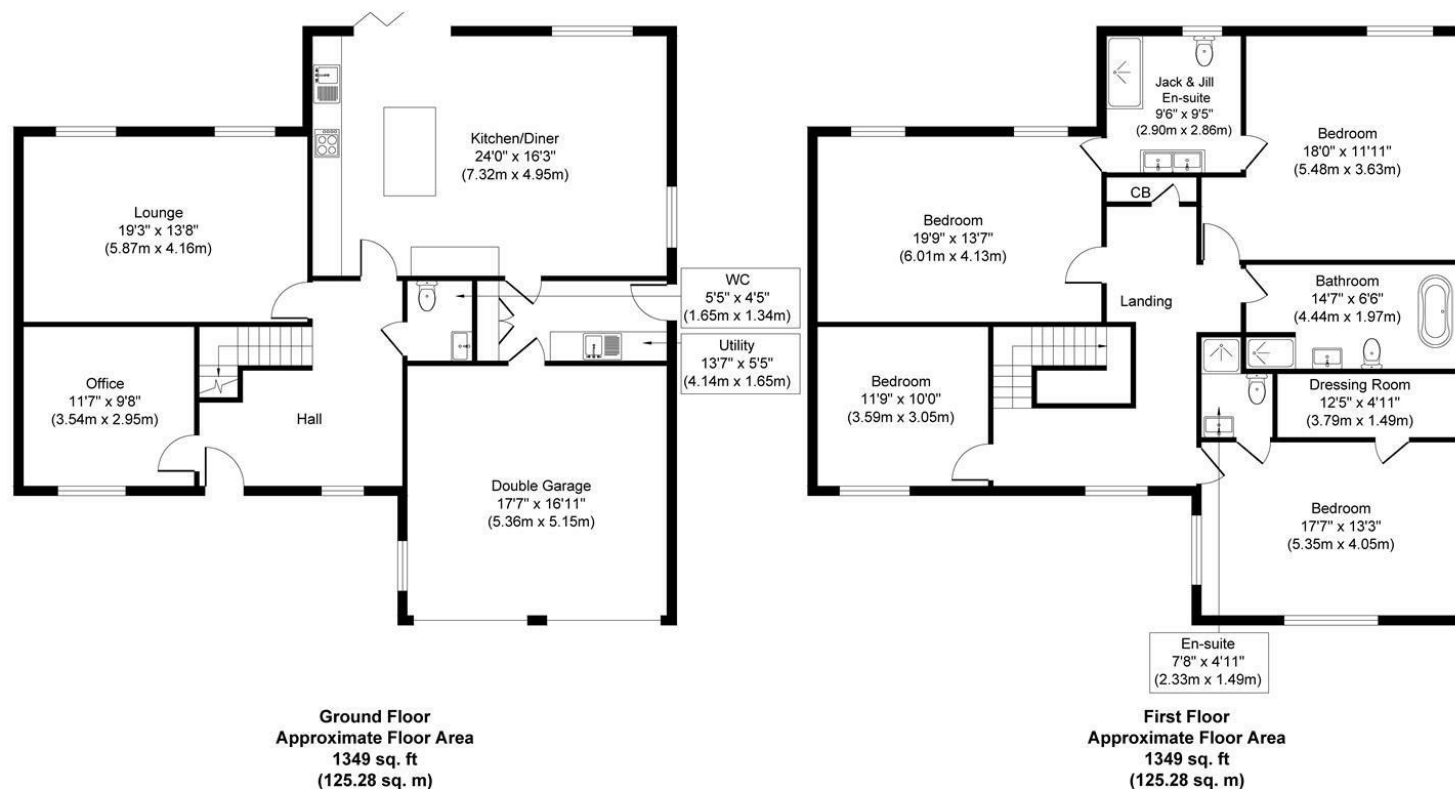 Kitchen/Diner
24'0" x 16'3"
(7.32m x 4.95m)
Lounge
19'3" x 13'8"
(5.87m x 4.16m)
WC
5'5" x 4'5"
(1.65m x 1.34m)
Utility
13'7" x 5'5"
(4.14m x 1.65m)
Office
11'7" x 9'8"
(3.54m x 2.95m)
Hall
Double Garage
17'7" x 16'11"
(5.36m x 5.15m)
Ground Floor
Approximate Floor Area
1349 sq. ft
(125.28 sq. m)
Jack & Jill
En-suite
9'6" x 9'5"
(2.90m x 2.86m)
Bedroom
18'0" x 11'11"
(5.48m x 3.63m)
CB
Bedroom
19'9" x 13'7"
(6.01m x 4.13m)
Landing
Bathroom
14'7" x 6'6"
(4.44m x 1.97m)
Bedroom
11'9" x 10'0"
(3.59m x 3.05m)
Dressing Room
12'5" x 4'11"
(3.79m x 1.49m)
Bedroom
17'7" x 13'3"
(5.35m x 4.05m)
En-suite
7'8" x 4'11"
(2.33m x 1.49m)
First Floor
Approximate Floor Area
1349 sq. ft
(125.28 sq. m)